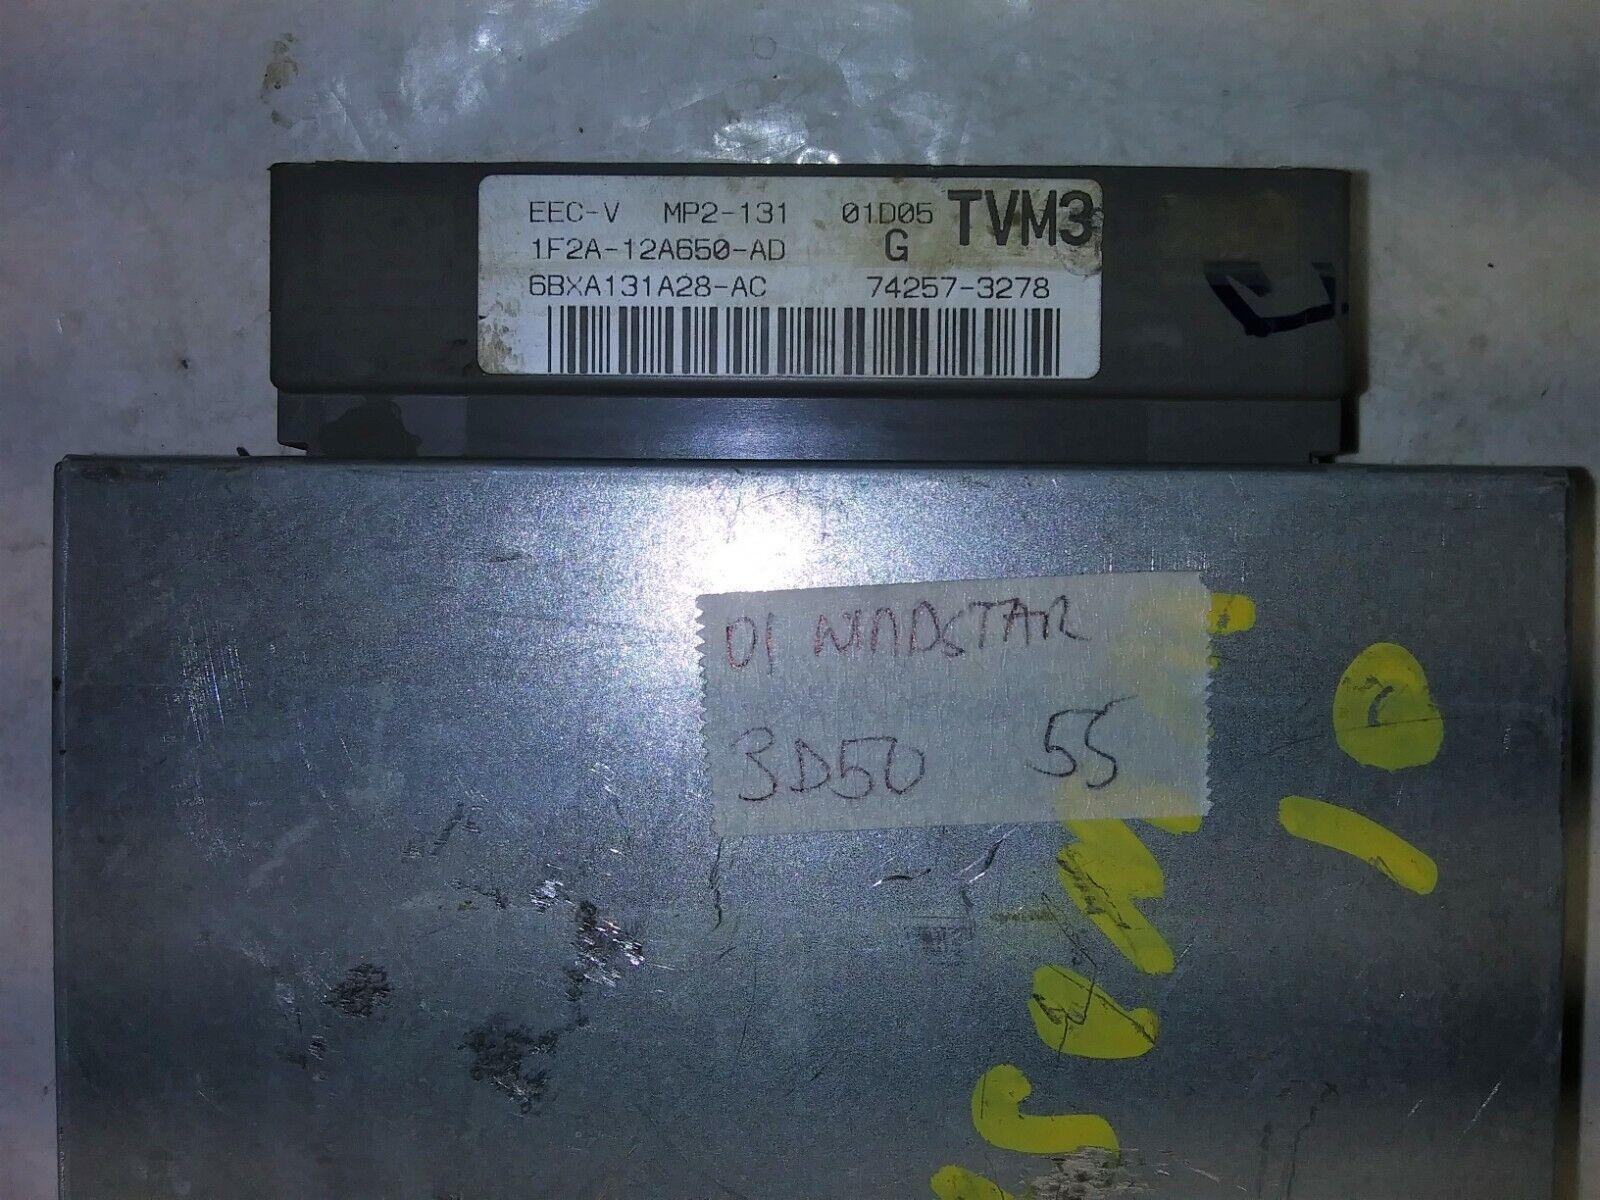 EEC-V MP2-131 01D05 TVM3
1F2A-12A650-AD G
6BXA131A28-AC 74257-3278
01 WINDSTAR
3D50 55